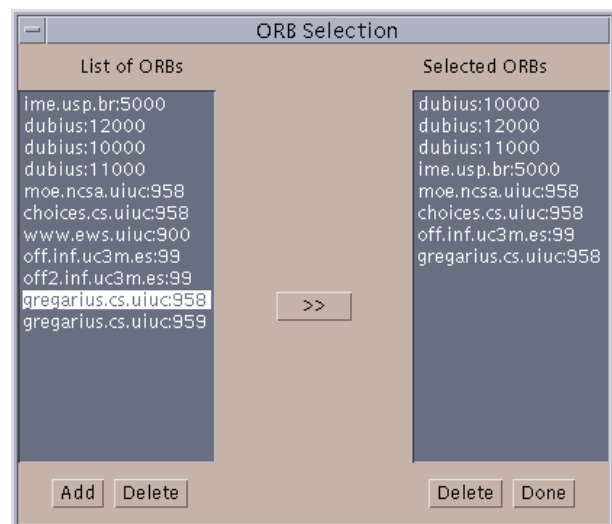 ORB Selection
List of ORBs
ime.usp.br:5000
dubius:12000
dubius:10000
dubius:11000
moe.ncsa.uiuc:958
choices.cs.uiuc:958
www.ews.uiuc:900
off.inf.uc3m.es:99
off2.inf.uc3m.es:99
gregarius.cs.uiuc:958
gregarius.cs.uiuc:959
Add Delete
>>
Selected ORBs
dubius:10000
dubius:12000
dubius:11000
ime.usp.br:5000
moe.ncsa.uiuc:958
choices.cs.uiuc:958
off.inf.uc3m.es:99
gregarius.cs.uiuc:958
Delete Done